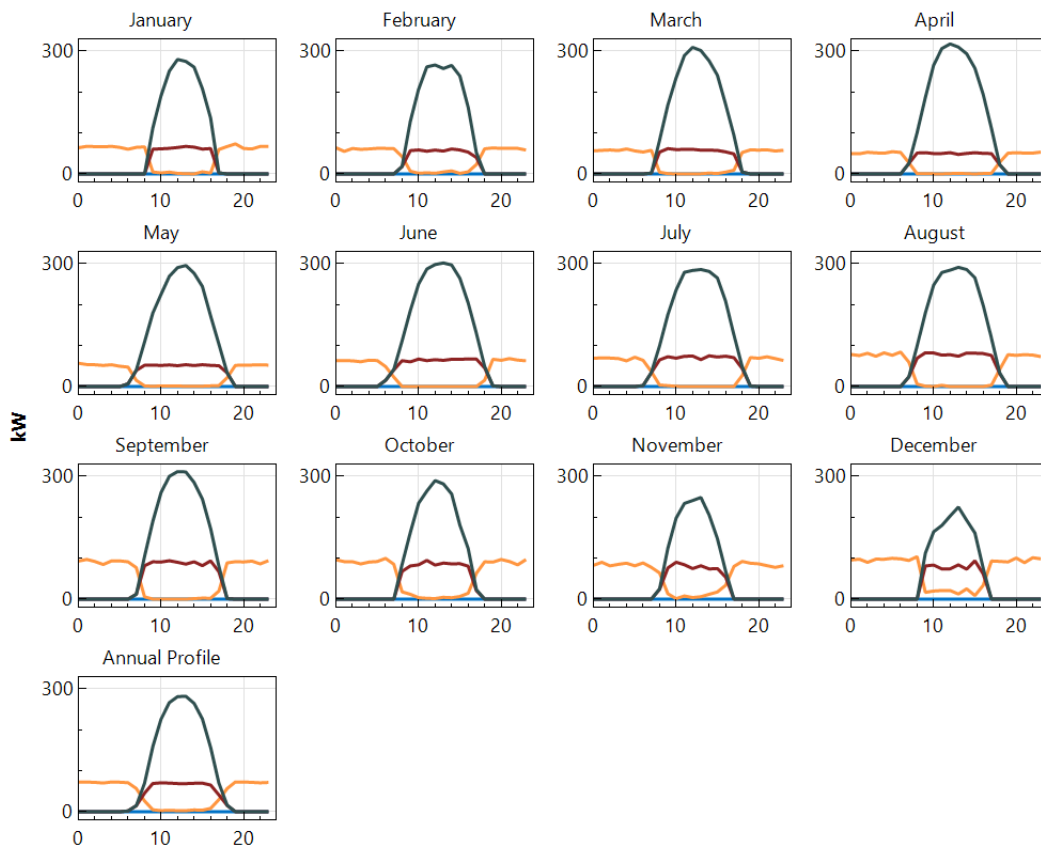 January February March April
300 300 300 300
0 0 0 0
0 10 20 0 10 20 0 10 20 0 10 20
May June July August
300 300 300 300
0 0 0 0
0 10 20 0 10 20 0 10 20 0 10 20
kW
September October November December
300 300 300 300
0 0 0 0
0 10 20 0 10 20 0 10 20 0 10 20
Annual Profile
300
0
0 10 20